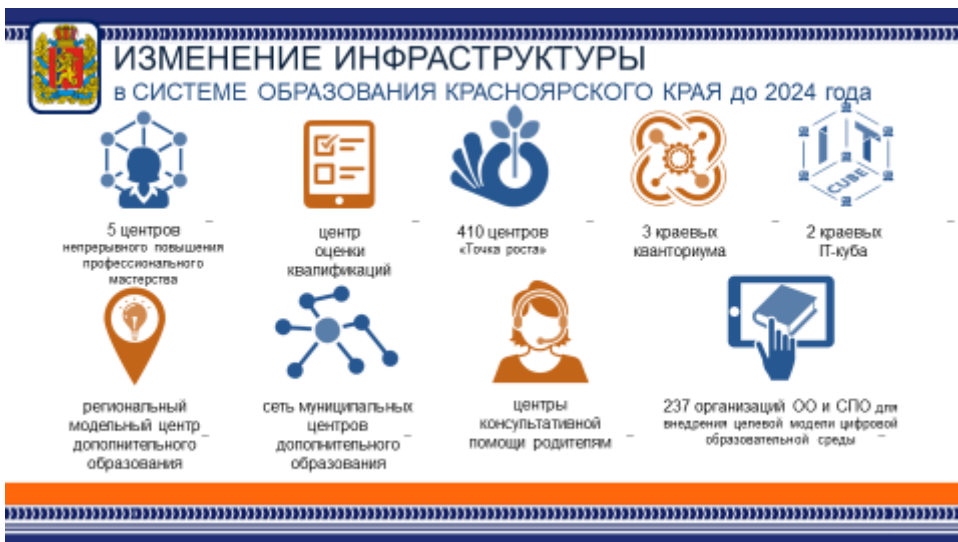 ИЗМЕНЕНИЕ ИНФРАСТРУКТУРЫ
в СИСТЕМЕ ОБРАЗОВАНИЯ КРАСНОЯРСКОГО КРАЯ до 2024 года
5 центров
непрерывного повышения
профессионального
мастерства
центр
оценки
квалификаций
410 центров
«Точка роста»
3 краевых
кванториума
IT
CUBE
2 краевых
IT-куба
региональный
модельный центр
дополнительного
образования
сеть муниципальных
центров
дополнительного
образования
центры
консультативной
помощи родителям
237 организаций ОО и СПО для
внедрения целевой модели цифровой
образовательной среды